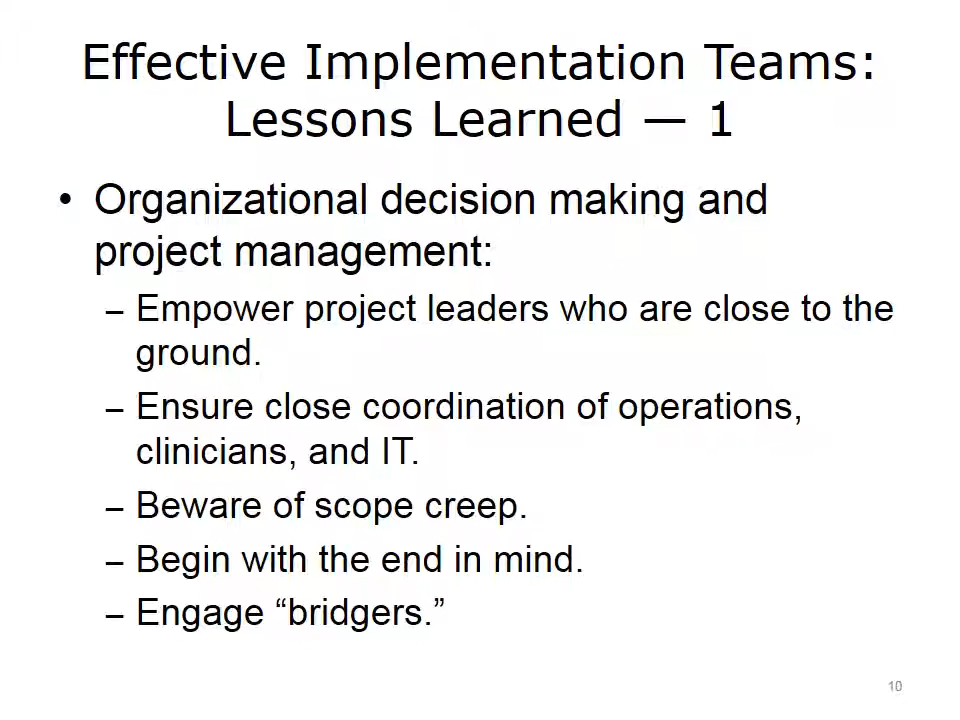 Effective Implementation Teams:
Lessons Learned — 1
• Organizational decision making and
project management:
– Empower project leaders who are close to the
ground.
– Ensure close coordination of operations,
clinicians, and IT.
– Beware of scope creep.
– Begin with the end in mind.
– Engage “bridgers.”
10